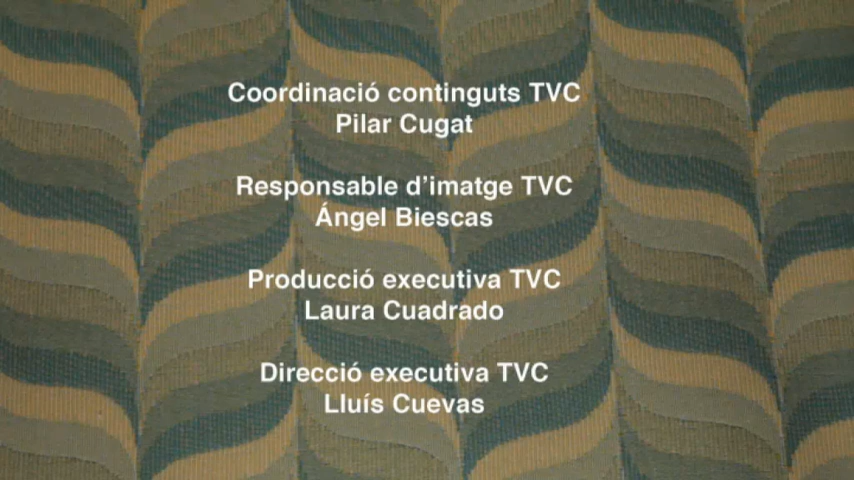 Coordinació continguts TVC
Pilar Cugat
Responsable d’imatge TVC
Ángel Biescas
Producció executiva TVC
Laura Cuadrado
Direcció executiva TVC
Lluís Cuevas